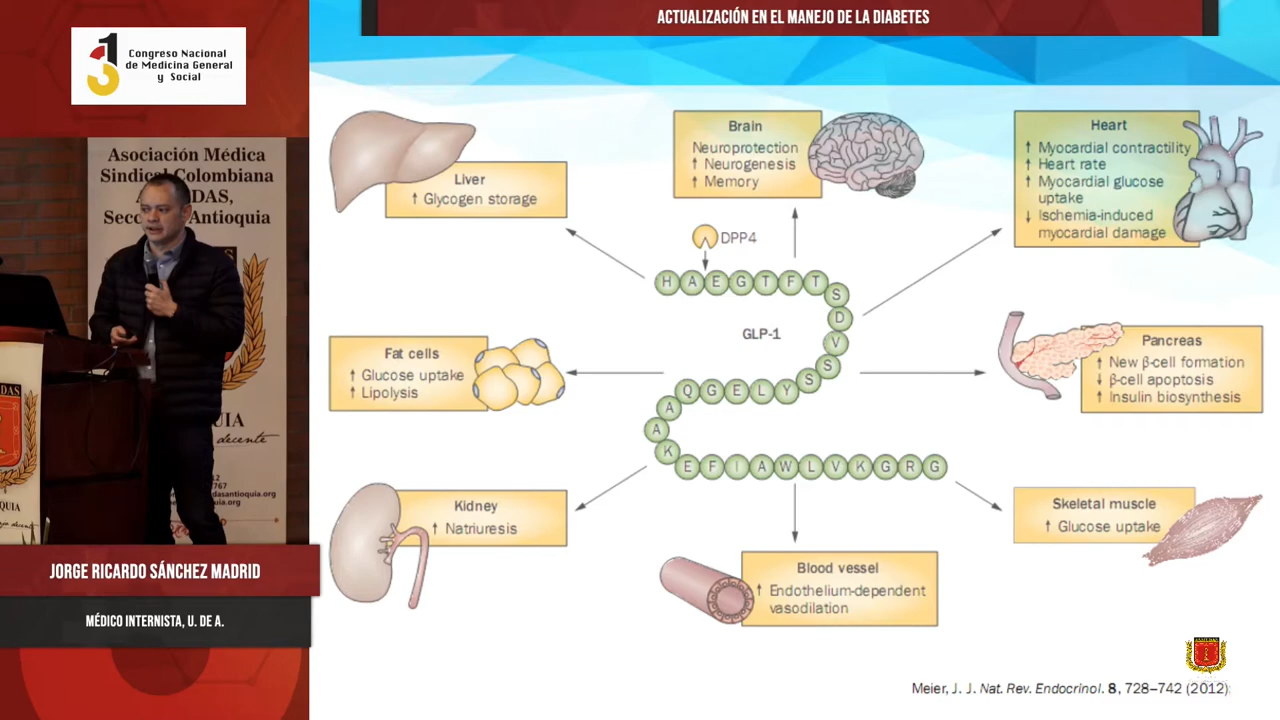 ACTUALIZACIÓN EN EL MANEJO DE LA DIABETES
31
Congreso Nacional
de Medicina General
y Social
Asociación Médica
Sindical Colombiana
Antioquia
decente
JORGE RICARDO SÁNCHEZ MADRID
MÉDICO INTERNISTA, U. DE A.
Liver
↑ Glycogen storage
Brain
Neuroprotection
↑ Neurogenesis
↑ Memory
Heart
↑ Myocardial contractility
↑ Heart rate
↑ Myocardial glucose
uptake
↓ Ischemia-induced
myocardial damage
DPP4
H A E G T F T S D V S S Y L E G Q A A K E F I A W L V K G R G
GLP-1
Fat cells
↑ Glucose uptake
↑ Lipolysis
Pancreas
↑ New β-cell formation
↓ β-cell apoptosis
↑ Insulin biosynthesis
Kidney
↑ Natriuresis
Blood vessel
↑ Endothelium-dependent
vasodilation
Skeletal muscle
↑ Glucose uptake
Meier, J. J. Nat. Rev. Endocrinol. 8, 728–742 (2012)